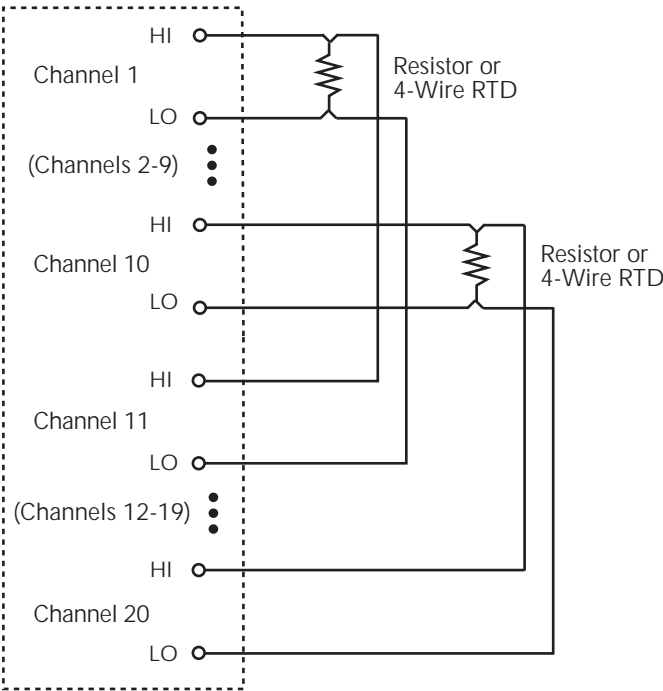 HI
Channel 1
LO
Resistor or
4-Wire RTD
(Channels 2-9)
HI
Channel 10
LO
Resistor or
4-Wire RTD
HI
Channel 11
LO
(Channels 12-19)
HI
Channel 20
LO